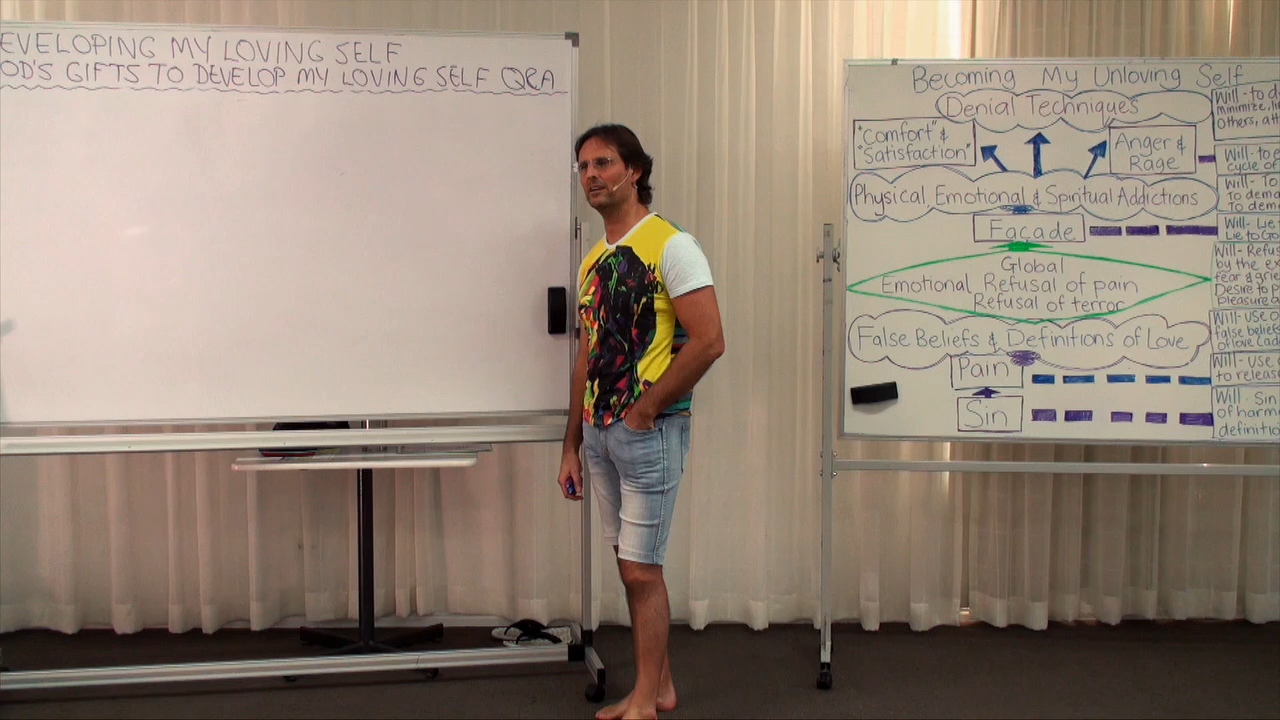 EVELOPING MY LOVING SELF
OD'S GIFTS TO DEVELOP MY LOVING SELF Q&A
Becoming My Unloving Self
Denial Techniques
"Comfort" &
"Satisfaction"
Anger &
Rage
Physical, Emotional & Spiritual Addictions
Façade
Global
Emotional Refusal of pain
Refusal of terror
False Beliefs & Definitions of Love
Pain
Sin
Will - to d
minimize, li
Others, att
Will - to e
cycle of
Will - To
To dema
To dem
Will - Lie
Lie to Go
Will - Refus
by the ex
fear & grie
Desire to p
pleasure o
Will - use o
false belief
of love
Will - use
to release
Will - Sin
of harm
definitio